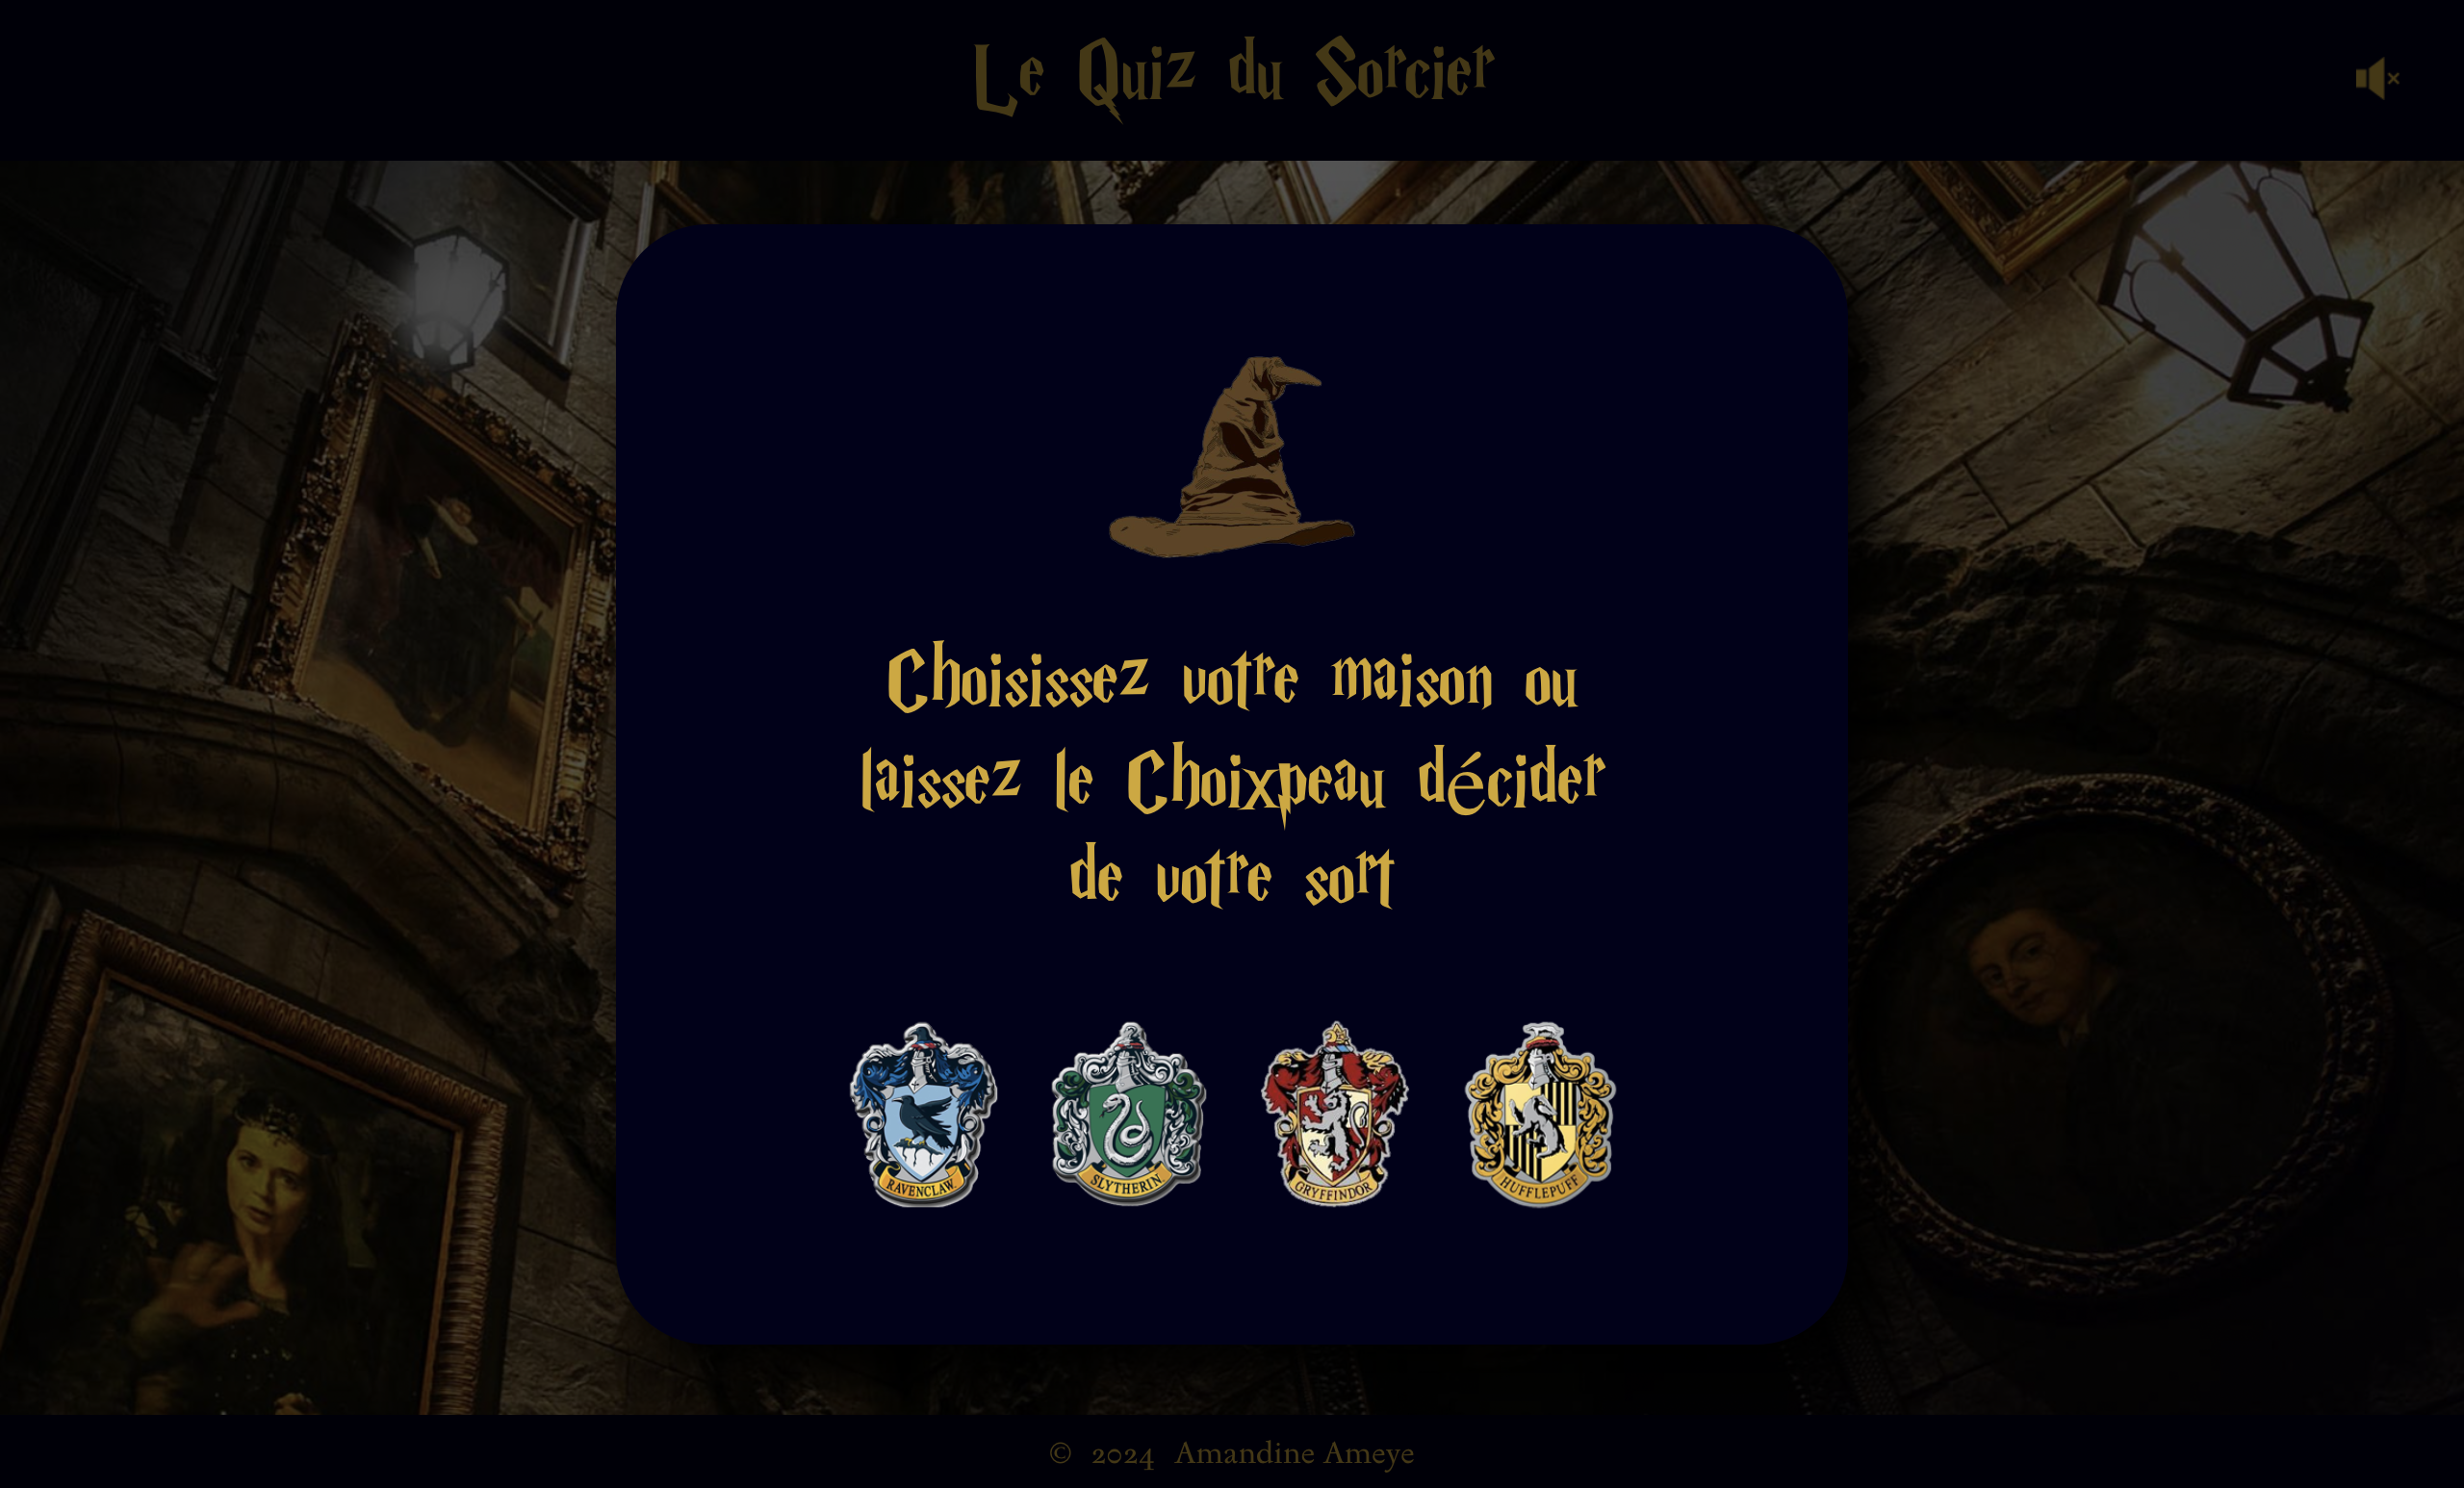 Le Quiz du Sorcier
Choisissez votre maison ou
laissez le Choixpeau décider
de votre sort
RAVENCLAW
SLYTHERIN
GRYFFINDOR
HUFFLEPUFF
© 2024 Amandine Ameye